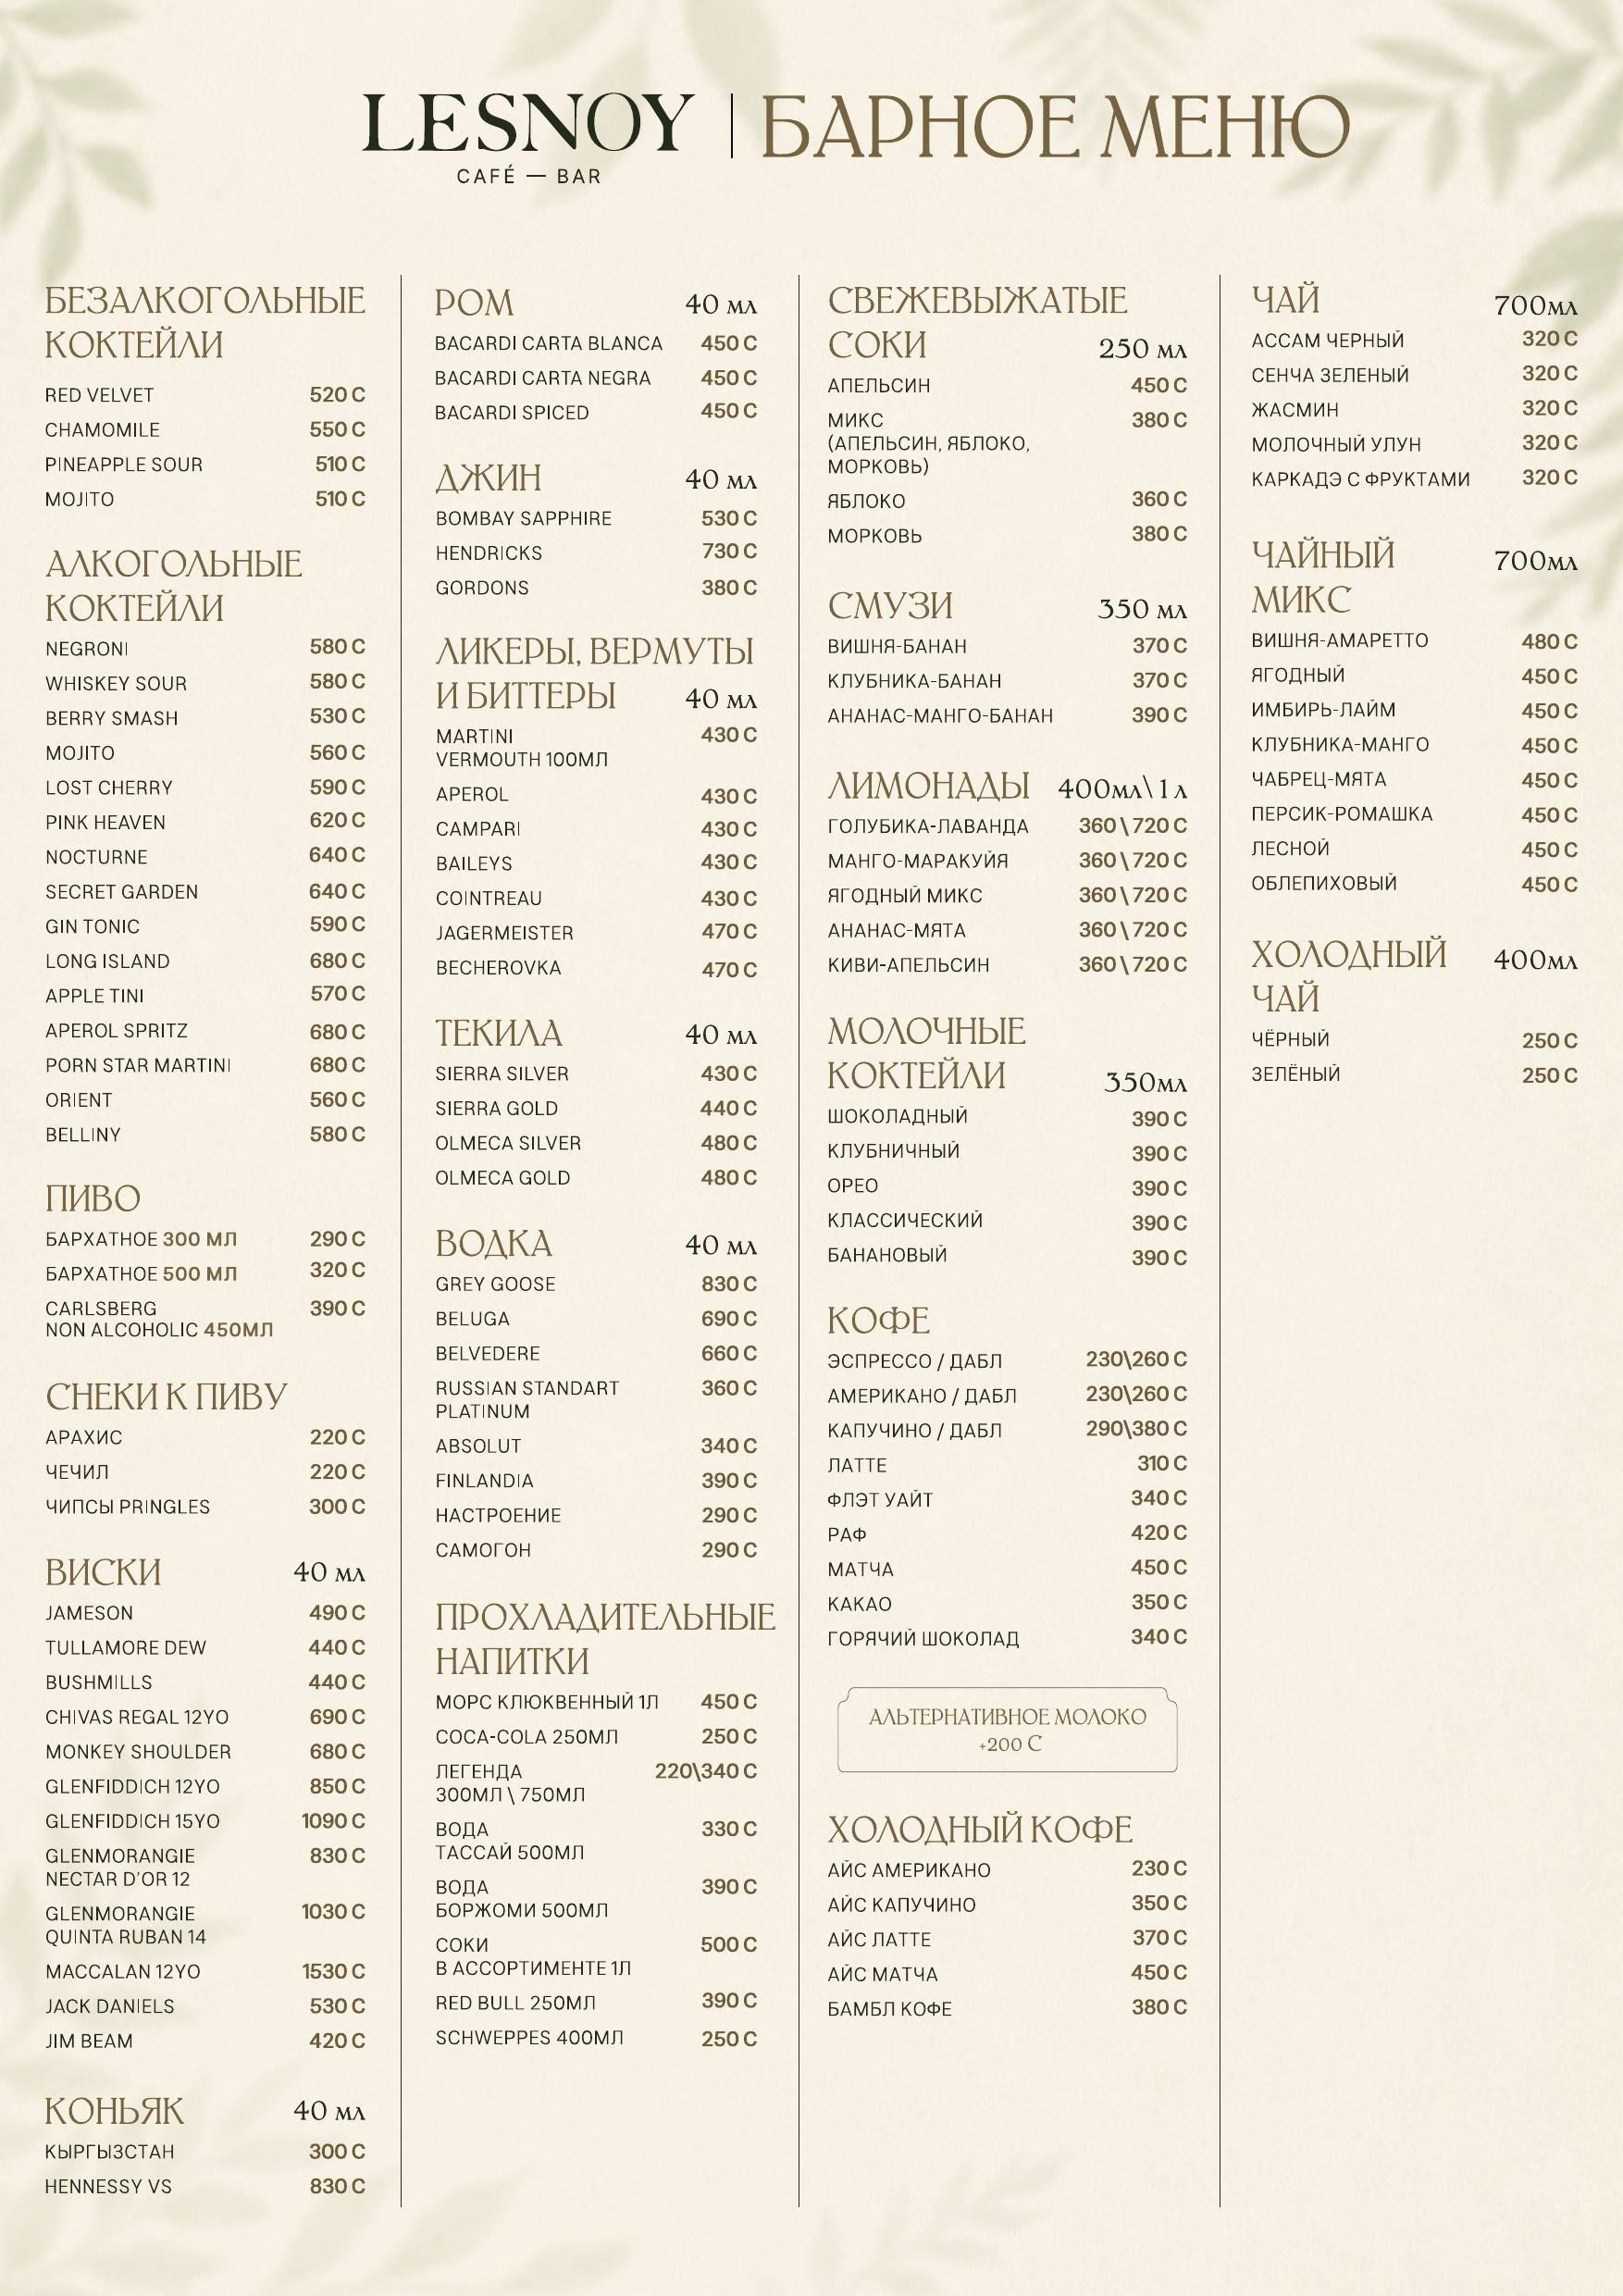 LESNOY
CAFÉ — BAR
БАРНОЕ МЕНЮ
БЕЗАЛКОГОЛЬНЫЕ
КОКТЕЙЛИ
RED VELVET 520 С
CHAMOMILE 550 С
PINEAPPLE SOUR 510 С
MOJITO 510 С
АЛКОГОЛЬНЫЕ
КОКТЕЙЛИ
NEGRONI 580 С
WHISKEY SOUR 580 С
BERRY SMASH 530 С
MOJITO 560 С
LOST CHERRY 590 С
PINK HEAVEN 620 С
NOCTURNE 640 С
SECRET GARDEN 640 С
GIN TONIC 590 С
LONG ISLAND 680 С
APPLE TINI 570 С
APEROL SPRITZ 680 С
PORN STAR MARTINI 680 С
ORIENT 560 С
BELLINY 580 С
ПИВО
БАРХАТНОЕ 300 МЛ 290 С
БАРХАТНОЕ 500 МЛ 320 С
CARLSBERG 390 С
NON ALCOHOLIC 450МЛ
СНЕКИ К ПИВУ
АРАХИС 220 С
ЧЕЧИЛ 220 С
ЧИПСЫ PRINGLES 300 С
ВИСКИ 40 мл
JAMESON 490 С
TULLAMORE DEW 440 С
BUSHMILLS 440 С
CHIVAS REGAL 12YO 690 С
MONKEY SHOULDER 680 С
GLENFIDDICH 12YO 850 С
GLENFIDDICH 15YO 1090 С
GLENMORANGIE 830 С
NECTAR D'OR 12
GLENMORANGIE 1030 С
QUINTA RUBAN 14
MACCALAN 12YO 1530 С
JACK DANIELS 530 С
JIM BEAM 420 С
КОНЬЯК 40 мл
КЫРГЫЗСТАН 300 С
HENNESSY VS 830 С
РОМ 40 мл
BACARDI CARTA BLANCA 450 С
BACARDI CARTA NEGRA 450 С
BACARDI SPICED 450 С
ДЖИН 40 мл
BOMBAY SAPPHIRE 530 С
HENDRICKS 730 С
GORDONS 380 С
ЛИКЕРЫ, ВЕРМУТЫ
И БИТТЕРЫ 40 мл
MARTINI 430 С
VERMOUTH 100МЛ
APEROL 430 С
CAMPARI 430 С
BAILEYS 430 С
COINTREAU 430 С
JAGERMEISTER 470 С
BECHEROVKA 470 С
ТЕКИЛА 40 мл
SIERRA SILVER 430 С
SIERRA GOLD 440 С
OLMECA SILVER 480 С
OLMECA GOLD 480 С
ВОДКА 40 мл
GREY GOOSE 830 С
BELUGA 690 С
BELVEDERE 660 С
RUSSIAN STANDART 360 С
PLATINUM
ABSOLUT 340 С
FINLANDIA 390 С
НАСТРОЕНИЕ 290 С
САМОГОН 290 С
ПРОХЛАДИТЕЛЬНЫЕ
НАПИТКИ
МОРС КЛЮКВЕННЫЙ 1Л 450 С
COCA-COLA 250МЛ 250 С
ЛЕГЕНДА 220\340 С
300МЛ \ 750МЛ
ВОДА 330 С
ТАССАЙ 500МЛ
ВОДА 390 С
БОРЖОМИ 500МЛ
СОКИ 500 С
В АССОРТИМЕНТЕ 1Л
RED BULL 250МЛ 390 С
SCHWEPPES 400МЛ 250 С
СВЕЖЕВЫЖАТЫЕ
СОКИ 250 мл
АПЕЛЬСИН 450 С
МИКС 380 С
(АПЕЛЬСИН, ЯБЛОКО,
МОРКОВЬ)
ЯБЛОКО 360 С
МОРКОВЬ 380 С
СМУЗИ 350 мл
ВИШНЯ-БАНАН 370 С
КЛУБНИКА-БАНАН 370 С
АНАНАС-МАНГО-БАНАН 390 С
ЛИМОНАДЫ 400мл\1л
ГОЛУБИКА-ЛАВАНДА 360\720 С
МАНГО-МАРАКУЙЯ 360\720 С
ЯГОДНЫЙ МИКС 360\720 С
АНАНАС-МЯТА 360\720 С
КИВИ-АПЕЛЬСИН 360\720 С
МОЛОЧНЫЕ
КОКТЕЙЛИ 350мл
ШОКОЛАДНЫЙ 390 С
КЛУБНИЧНЫЙ 390 С
ОРЕО 390 С
КЛАССИЧЕСКИЙ 390 С
БАНАНОВЫЙ 390 С
КОФЕ
ЭСПРЕССО / ДАБЛ 230\260 С
АМЕРИКАНО / ДАБЛ 230\260 С
КАПУЧИНО / ДАБЛ 290\380 С
ЛАТТЕ 310 С
ФЛЭТ УАЙТ 340 С
РАФ 420 С
МАТЧА 450 С
КАКАО 350 С
ГОРЯЧИЙ ШОКОЛАД 340 С
АЛЬТЕРНАТИВНОЕ МОЛОКО
+200 С
ХОЛОДНЫЙ КОФЕ
АЙС АМЕРИКАНО 230 С
АЙС КАПУЧИНО 350 С
АЙС ЛАТТЕ 370 С
АЙС МАТЧА 450 С
БАМБЛ КОФЕ 380 С
ЧАЙ 700мл
АССАМ ЧЕРНЫЙ 320 С
СЕНЧА ЗЕЛЕНЫЙ 320 С
ЖАСМИН 320 С
МОЛОЧНЫЙ УЛУН 320 С
КАРКАДЭ С ФРУКТАМИ 320 С
ЧАЙНЫЙ 700мл
МИКС
ВИШНЯ-АМАРЕТТО 480 С
ЯГОДНЫЙ 450 С
ИМБИРЬ-ЛАЙМ 450 С
КЛУБНИКА-МАНГО 450 С
ЧАБРЕЦ-МЯТА 450 С
ПЕРСИК-РОМАШКА 450 С
ЛЕСНОЙ 450 С
ОБЛЕПИХОВЫЙ 450 С
ХОЛОДНЫЙ 400мл
ЧАЙ
ЧЁРНЫЙ 250 С
ЗЕЛЁНЫЙ 250 С